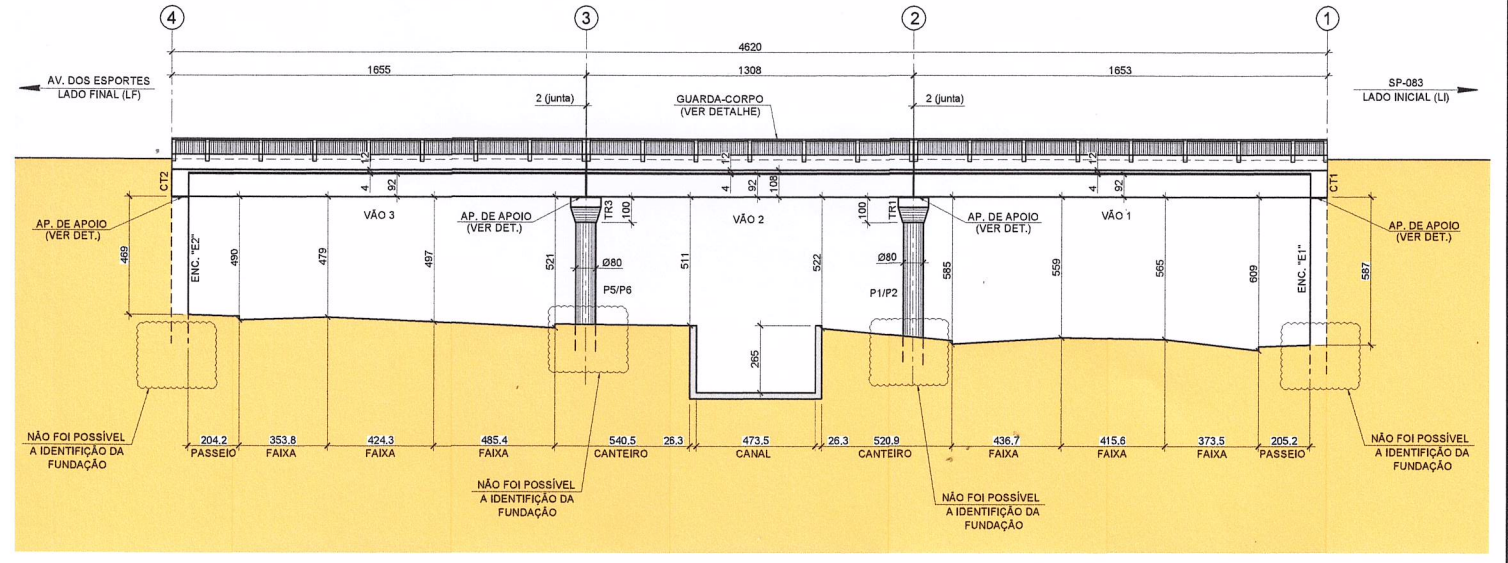 4
3
2
1
4620
1655
1308
1653
AV. DOS ESPORTES
LADO FINAL (LF)
SP-083
LADO INICIAL (LI)
2 (junta)
2 (junta)
GUARDA-CORPO
(VER DETALHE)
CT2
12
4
92
12
4
92
108
12
4
92
CT1
AP. DE APOIO
(VER DET.)
VÃO 3
AP. DE APOIO
(VER DET.)
TR3
100
VÃO 2
100
TR1
AP. DE APOIO
(VER DET.)
VÃO 1
AP. DE APOIO
(VER DET.)
469
ENC. "E2"
490
479
497
521
Ø80
P5/P6
511
522
Ø80
P1/P2
585
559
565
609
ENC. "E1"
587
265
204.2
353.8
424.3
485.4
540.5
26.3
473.5
26.3
520.9
436.7
415.6
373.5
205.2
PASSEIO
FAIXA
FAIXA
FAIXA
CANTEIRO
CANAL
CANTEIRO
FAIXA
FAIXA
FAIXA
PASSEIO
NÃO FOI POSSÍVEL
A IDENTIFIÇÃO DA
FUNDAÇÃO
NÃO FOI POSSÍVEL
A IDENTIFIÇÃO DA
FUNDAÇÃO
NÃO FOI POSSÍVEL
A IDENTIFIÇÃO DA
FUNDAÇÃO
NÃO FOI POSSÍVEL
A IDENTIFIÇÃO DA
FUNDAÇÃO